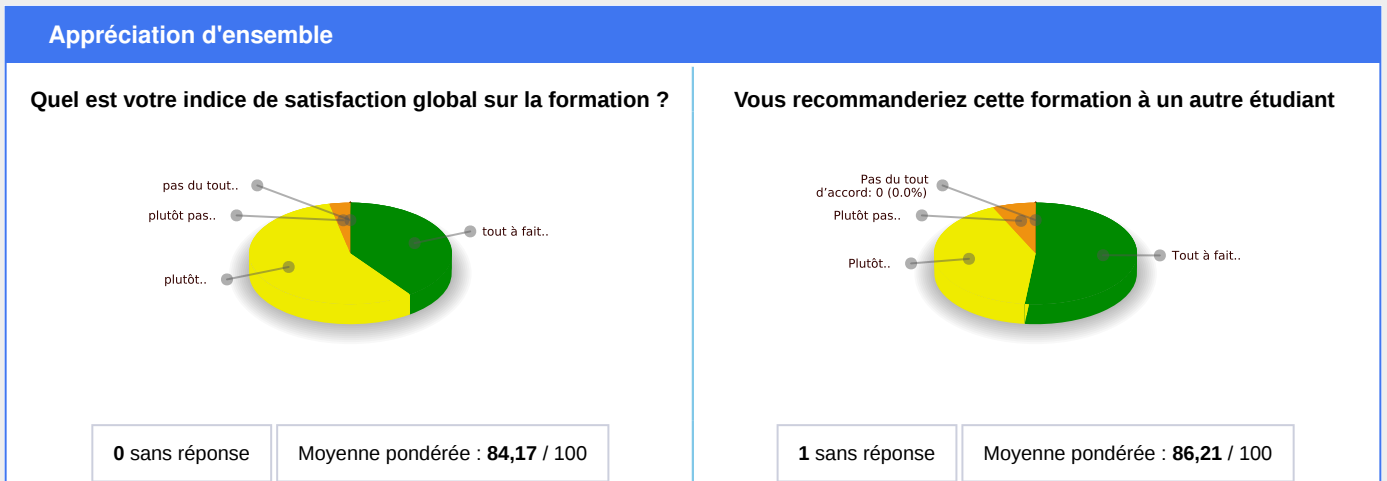 Appréciation d'ensemble
Quel est votre indice de satisfaction global sur la formation ?
pas du tout..
plutôt pas..
plutôt..
tout à fait..
0 sans réponse
Moyenne pondérée : 84,17 / 100
Vous recommanderiez cette formation à un autre étudiant
Pas du tout
d'accord: 0 (0.0%)
Plutôt pas..
Plutôt..
Tout à fait..
1 sans réponse
Moyenne pondérée : 86,21 / 100